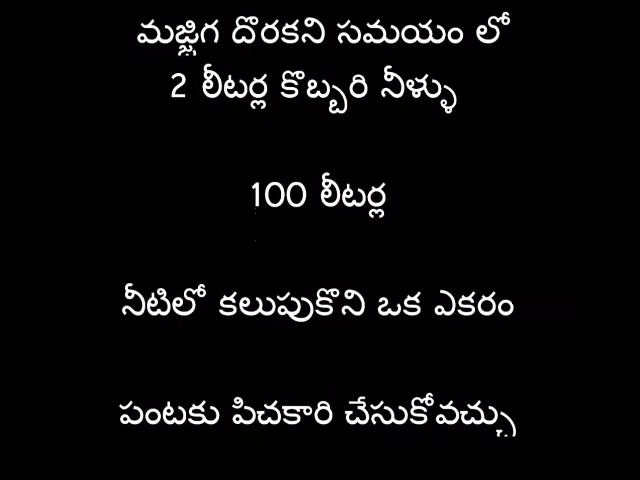 మజ్జిగ దొరకని సమయం లో
2 లీటర్ల కొబ్బరి నీళ్ళు
100 లీటర్ల
నీటిలో కలుపుకొని ఒక ఎకరం
పంటకు పిచకారి చేసుకోవచ్చు